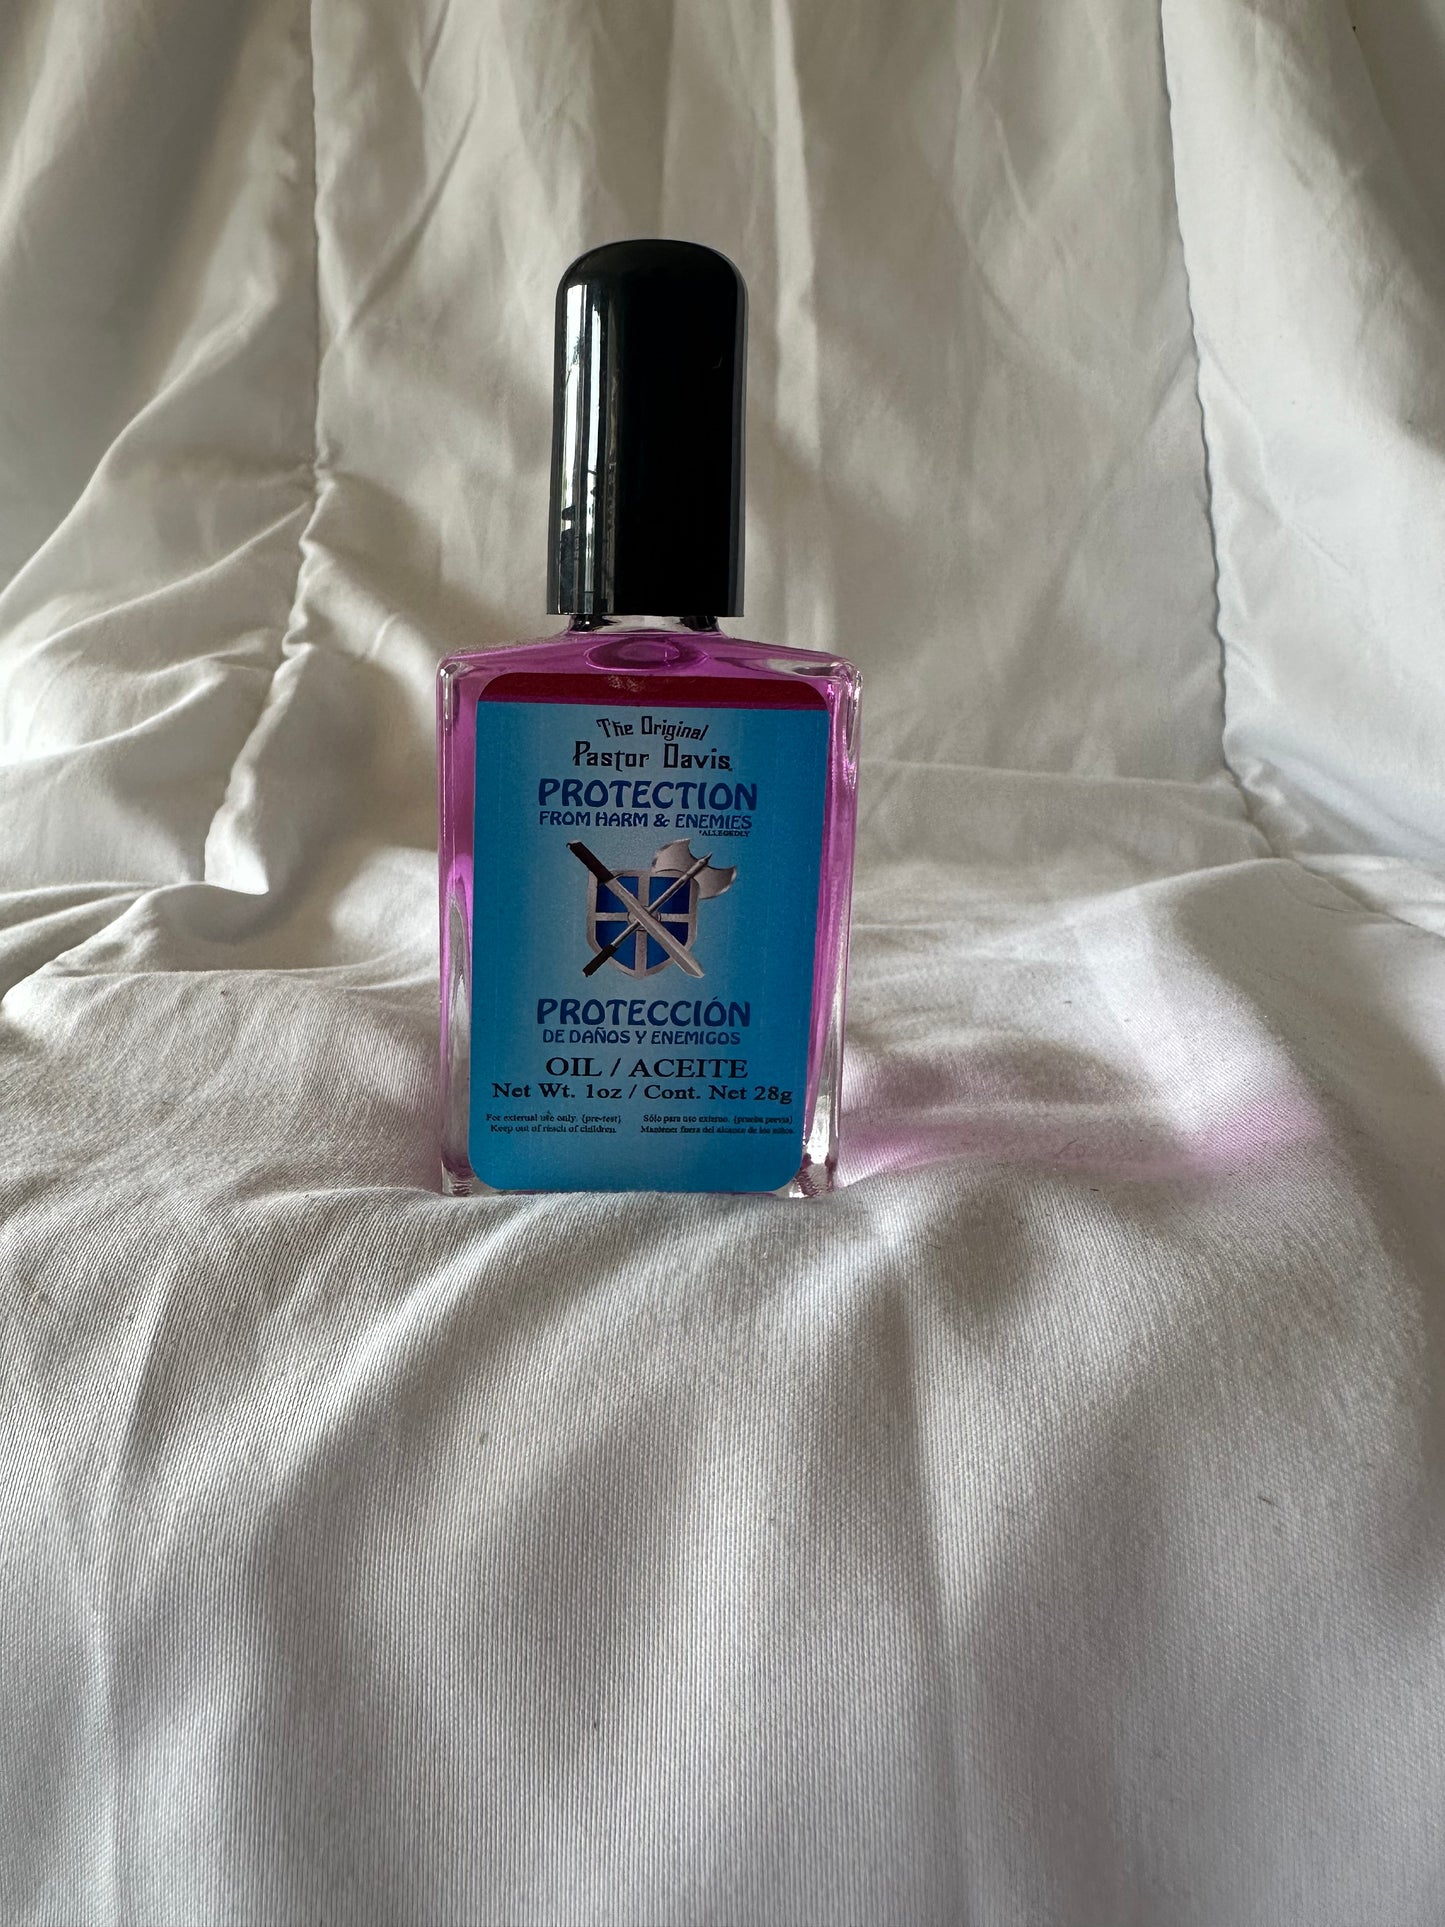 The Original
Pastor Davis
PROTECTION
FROM HARM & ENEMIES
*ALLEGEDLY
PROTECCIÓN
DE DAÑOS Y ENEMIGOS
OIL / ACEITE
Net Wt. 1oz / Cont. Net 28g
For external use only. (pre-test) Sólo para uso externo. (prueba previa)
Keep out of reach of children. Mantener fuera del alcance de los niños.